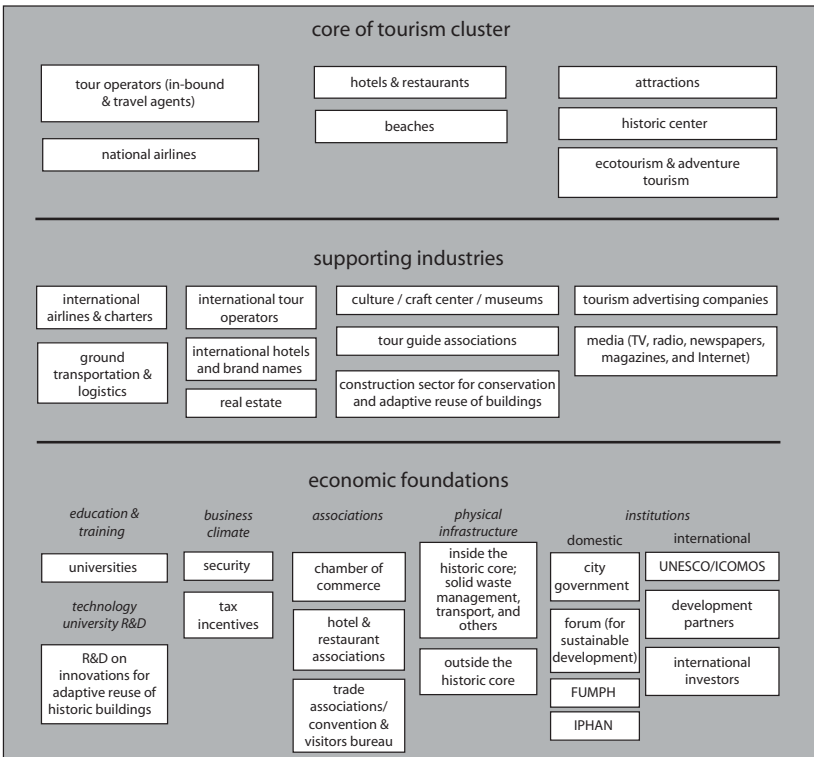 core of tourism cluster
tour operators (in-bound
& travel agents)
national airlines
hotels & restaurants
beaches
attractions
historic center
ecotourism & adventure
tourism
supporting industries
international
airlines & charters
ground
transportation &
logistics
international tour
operators
international hotels
and brand names
real estate
culture / craft center / museums
tour guide associations
construction sector for conservation
and adaptive reuse of buildings
tourism advertising companies
media (TV, radio, newspapers,
magazines, and Internet)
economic foundations
education &
training
universities
technology
university R&D
R&D on
innovations for
adaptive reuse of
historic buildings
business
climate
security
tax
incentives
associations
chamber of
commerce
hotel &
restaurant
associations
trade
associations/
convention &
visitors bureau
physical
infrastructure
inside the
historic core;
solid waste
management,
transport, and
others
outside the
historic core
institutions
domestic
city
government
forum (for
sustainable
development)
FUMPH
IPHAN
international
UNESCO/ICOMOS
development
partners
international
investors